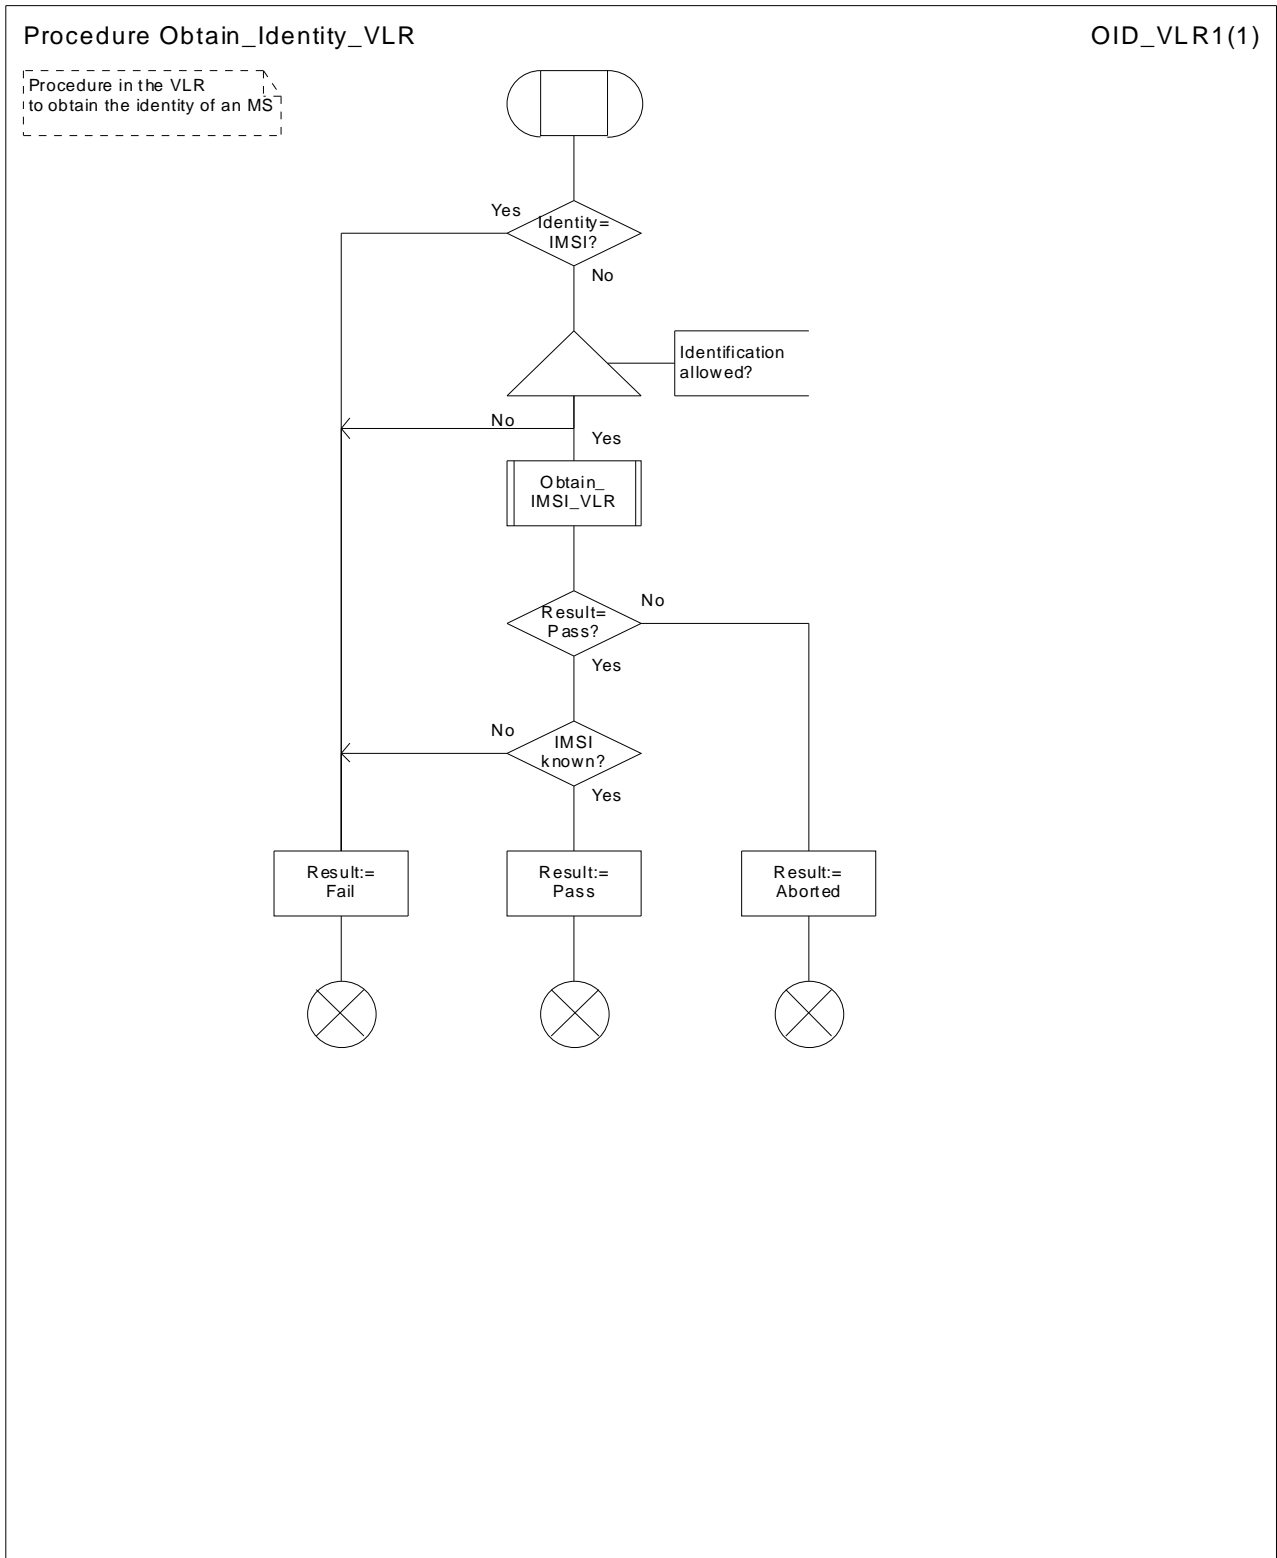 Procedure Obtain_Identity_VLR
OID_VLR1(1)
Procedure in the VLR
to obtain the identity of an MS
Yes
Identity=
IMSI?
No
Identification
allowed?
No
Yes
Obtain_
IMSI_VLR
No
Result=
Pass?
Yes
No
IMSI
known?
Yes
Result:=
Fail
Result:=
Pass
Result:=
Aborted